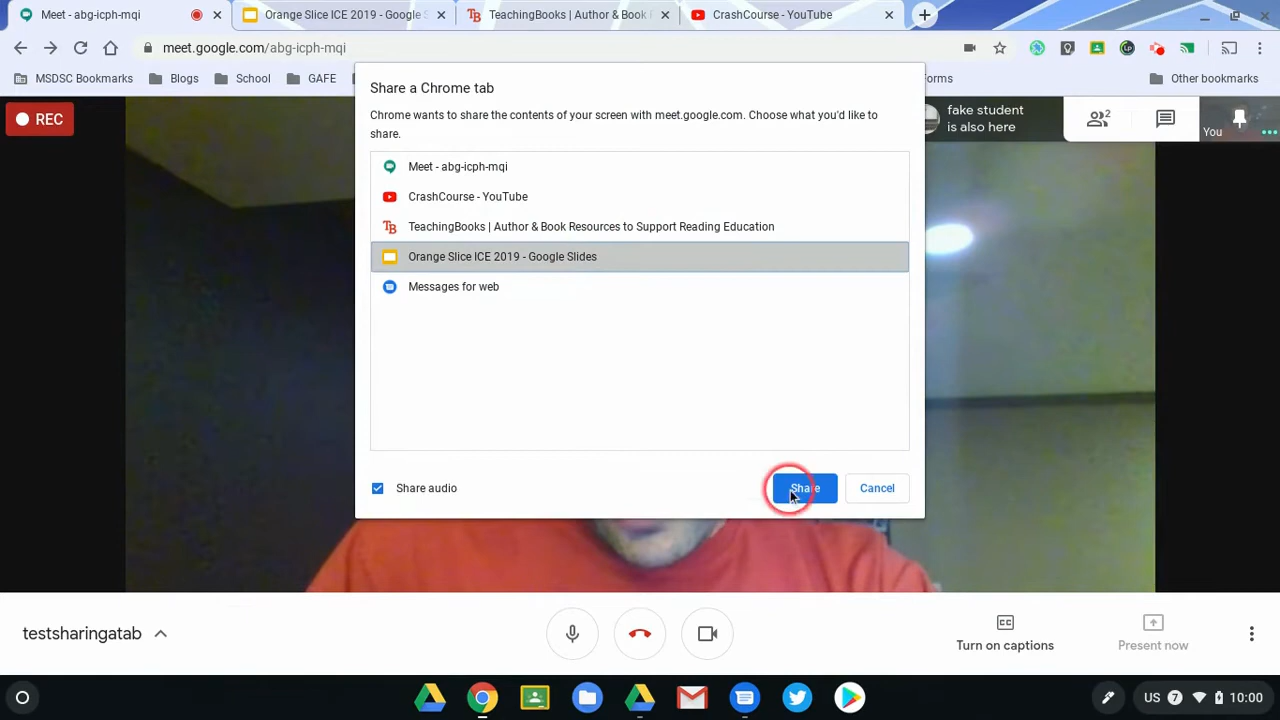 Meet - abg-icph-mqi
Orange Slice ICE 2019 - Google S
TeachingBooks | Author & Book F
CrashCourse - YouTube
meet.google.com/abg-icph-mqi
MSDSC Bookmarks
Blogs
School
GAFE
orms
Other bookmarks
REC
Share a Chrome tab
Chrome wants to share the contents of your screen with meet.google.com. Choose what you'd like to
share.
Meet - abg-icph-mqi
CrashCourse - YouTube
TeachingBooks | Author & Book Resources to Support Reading Education
Orange Slice ICE 2019 - Google Slides
Messages for web
Share audio
Share
Cancel
fake student
is also here
2
You
testsharingatab
CC
Turn on captions
Present now
US 7 10:00